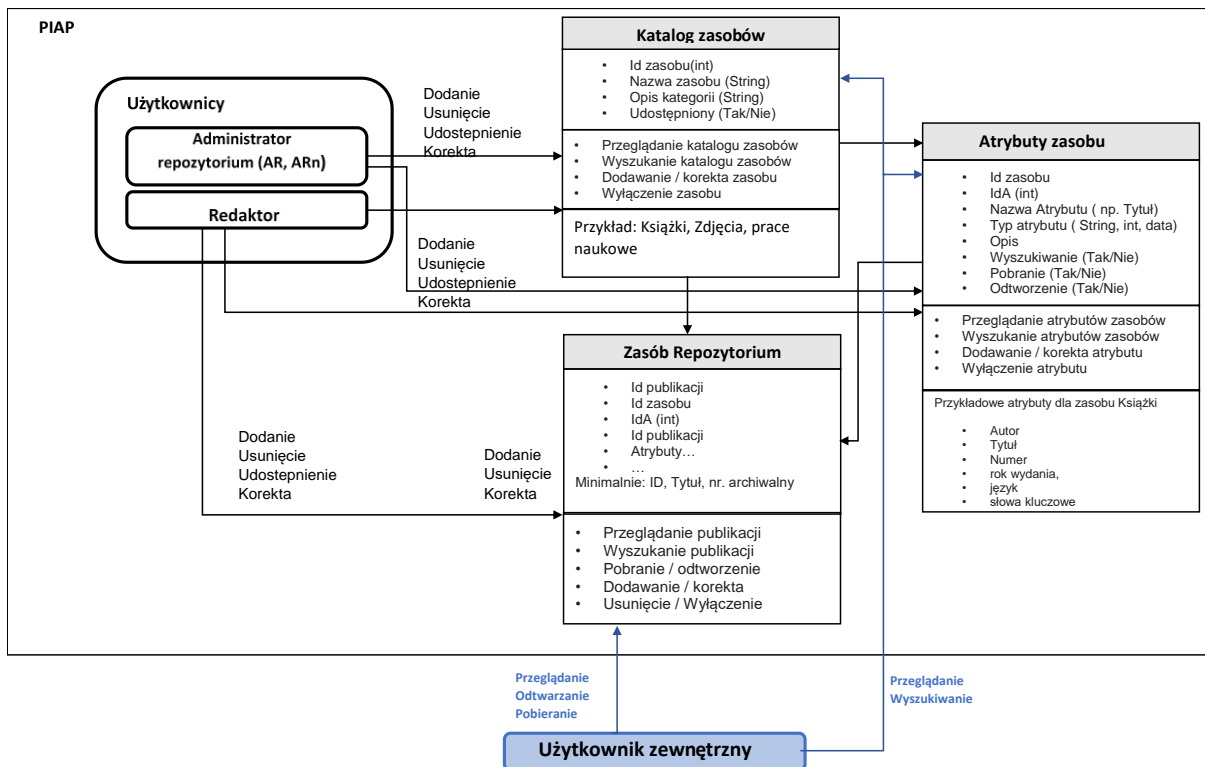 PIAP
Użytkownicy
Administrator
repozytorium (AR, ARn)
Redaktor
Dodanie
Usunięcie
Udostepnienie
Korekta
Katalog zasobów
• Id zasobu(int)
• Nazwa zasobu (String)
• Opis kategorii (String)
• Udostępniony (Tak/Nie)
• Przeglądanie katalogu zasobów
• Wyszukanie katalogu zasobów
• Dodawanie / korekta zasobu
• Wyłączenie zasobu
Przykład: Książki, Zdjęcia, prace
naukowe
Dodanie
Usunięcie
Udostepnienie
Korekta
Atrybuty zasobu
• Id zasobu
• IdA (int)
• Nazwa Atrybutu ( np. Tytuł)
• Typ atrybutu ( String, int, data)
• Opis
• Wyszukiwanie (Tak/Nie)
• Pobranie (Tak/Nie)
• Odtworzenie (Tak/Nie)
• Przeglądanie atrybutów zasobów
• Wyszukanie atrybutów zasobów
• Dodawanie / korekta atrybutu
• Wyłączenie atrybutu
Przykładowe atrybuty dla zasobu Książki
• Autor
• Tytuł
• Numer
• rok wydania,
• język
• słowa kluczowe
Zasób Repozytorium
• Id publikacji
• Id zasobu
• IdA (int)
• Id publikacji
• Atrybuty…
• …
Minimalnie: ID, Tytuł, nr. archiwalny
• Przeglądanie publikacji
• Wyszukanie publikacji
• Pobranie / odtworzenie
• Dodawanie / korekta
• Usunięcie / Wyłączenie
Dodanie
Usunięcie
Udostepnienie
Korekta
Dodanie
Usunięcie
Korekta
Przeglądanie
Odtwarzanie
Pobieranie
Przeglądanie
Wyszukiwanie
Użytkownik zewnętrzny